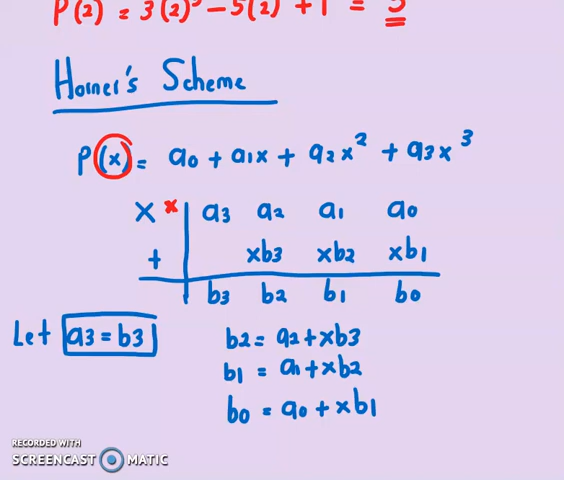 P(2) = 3(2)³ - 5(2) + 1 =
Horner's Scheme
P(x) = a0 + a1x + a2x² + a3x³
X x a3 a2 a1 a0
+ xb3 xb2 xb1
b3 b2 b1 b0
Let a3 = b3
b2 = a2 + xb3
b1 = a1 + xb2
b0 = a0 + xb1
RECORDED WITH
SCREENCAST MATIC